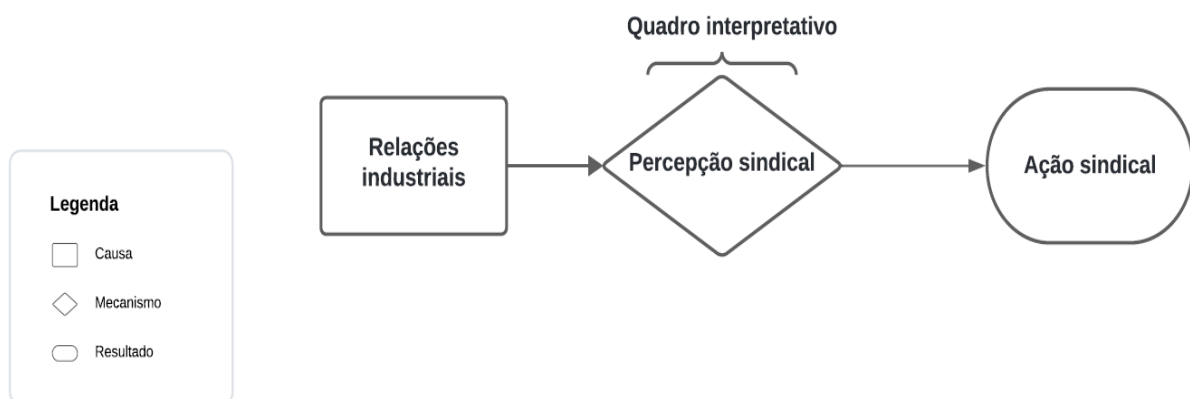 Quadro interpretativo
Relações
industriais
Percepção sindical
Ação sindical
Legenda
Causa
Mecanismo
Resultado